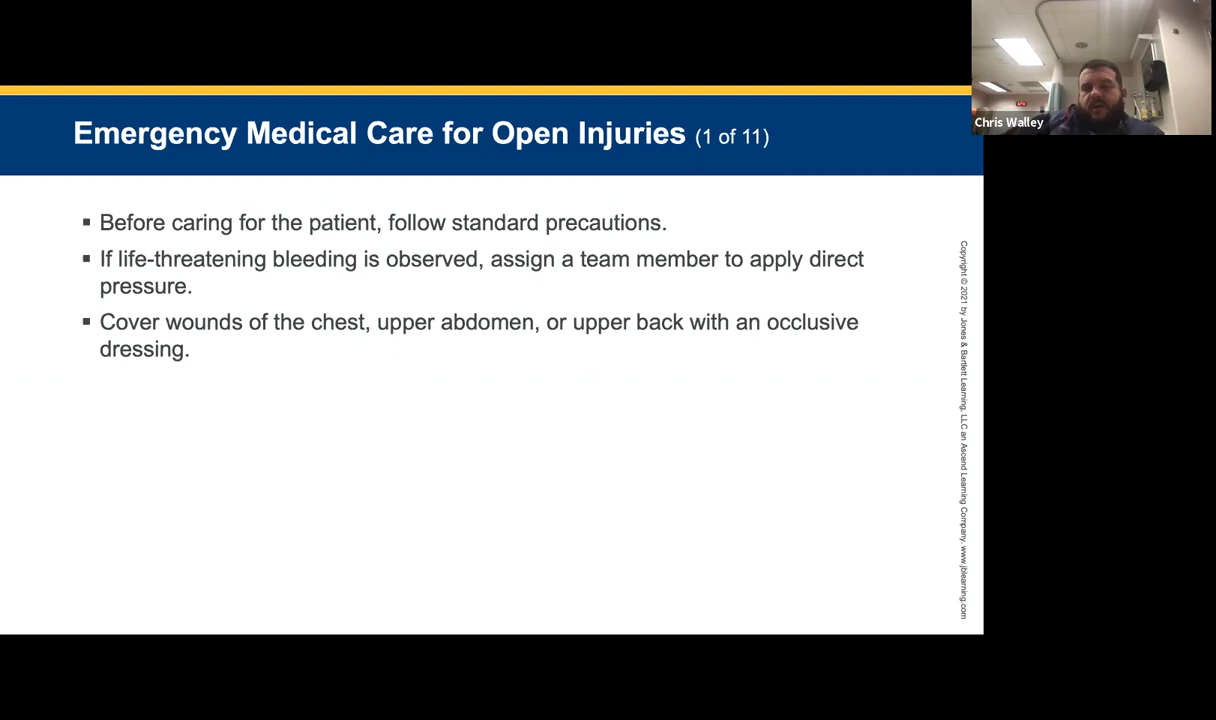 Emergency Medical Care for Open Injuries (1 of 11)
▪ Before caring for the patient, follow standard precautions.
▪ If life-threatening bleeding is observed, assign a team member to apply direct
pressure.
▪ Cover wounds of the chest, upper abdomen, or upper back with an occlusive
dressing.
Copyright © 2021 by Jones & Bartlett Learning, LLC an Ascend Learning Company. www.jblearning.com
Chris Walley